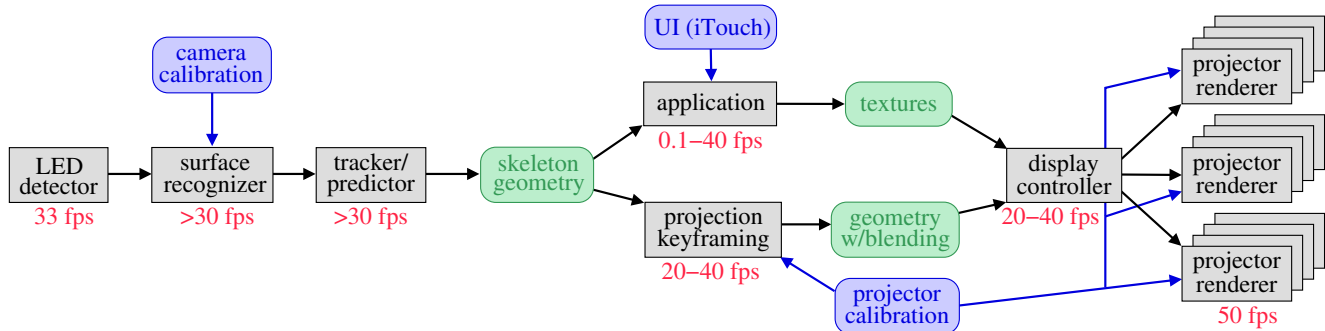 camera
calibration
UI (iTouch)
LED
detector
33 fps
surface
recognizer
>30 fps
tracker/
predictor
>30 fps
skeleton
geometry
application
0.1–40 fps
textures
projection
keyframing
20–40 fps
geometry
w/blending
projector
calibration
display
controller
20–40 fps
projector
renderer
projector
renderer
projector
renderer
50 fps